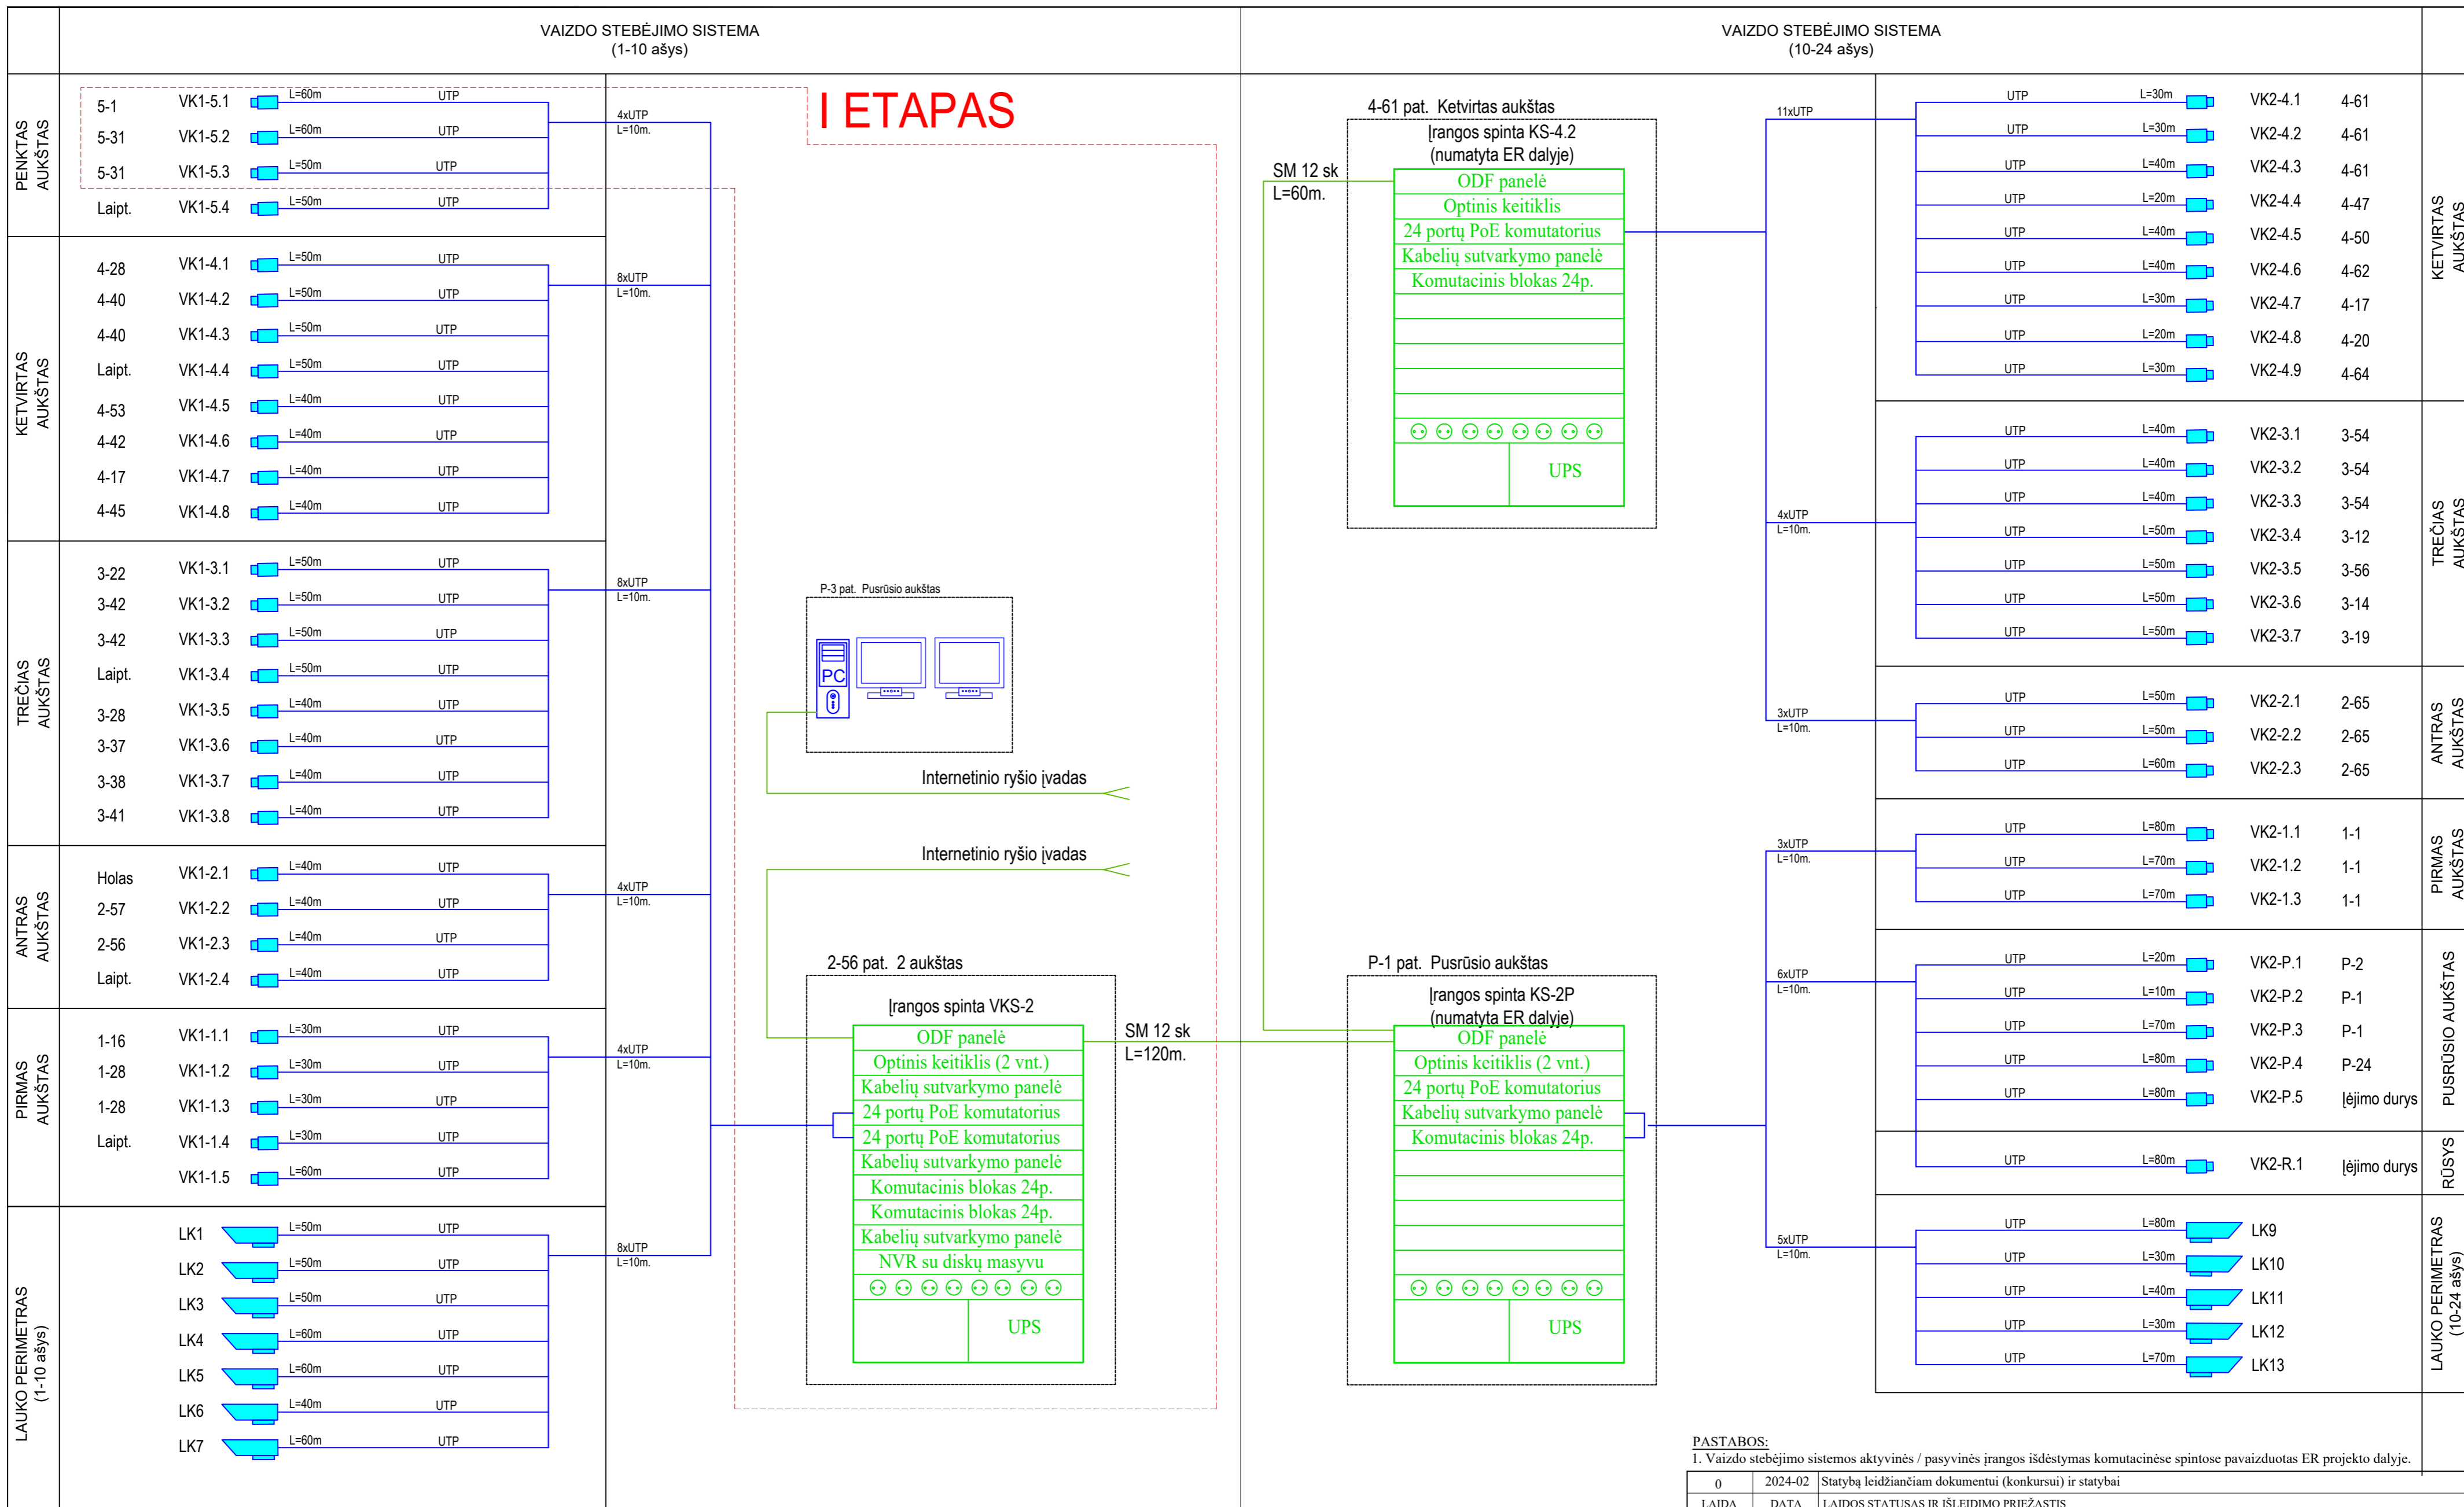 VAIZDO STEBĖJIMO SISTEMA
(1-10 ašys)
VAIZDO STEBĖJIMO SISTEMA
(10-24 ašys)
PENKTAS
AUKŠTAS
5-1 VK1-5.1 L=60m UTP
5-31 VK1-5.2 L=60m UTP
5-31 VK1-5.3 L=50m UTP
Laipt. VK1-5.4 L=50m UTP
4xUTP
L=10m.
KETVIRTAS
AUKŠTAS
4-28 VK1-4.1 L=50m UTP
4-40 VK1-4.2 L=50m UTP
4-40 VK1-4.3 L=50m UTP
Laipt. VK1-4.4 L=50m UTP
4-53 VK1-4.5 L=40m UTP
4-42 VK1-4.6 L=40m UTP
4-17 VK1-4.7 L=40m UTP
4-45 VK1-4.8 L=40m UTP
8xUTP
L=10m.
TREČIAS
AUKŠTAS
3-22 VK1-3.1 L=50m UTP
3-42 VK1-3.2 L=50m UTP
3-42 VK1-3.3 L=50m UTP
Laipt. VK1-3.4 L=50m UTP
3-28 VK1-3.5 L=40m UTP
3-37 VK1-3.6 L=40m UTP
3-38 VK1-3.7 L=40m UTP
3-41 VK1-3.8 L=40m UTP
8xUTP
L=10m.
ANTRAS
AUKŠTAS
Holas VK1-2.1 L=40m UTP
2-57 VK1-2.2 L=40m UTP
2-56 VK1-2.3 L=40m UTP
Laipt. VK1-2.4 L=40m UTP
4xUTP
L=10m.
PIRMAS
AUKŠTAS
1-16 VK1-1.1 L=30m UTP
1-28 VK1-1.2 L=30m UTP
1-28 VK1-1.3 L=30m UTP
Laipt. VK1-1.4 L=30m UTP
VK1-1.5 L=60m UTP
4xUTP
L=10m.
LAUKO PERIMETRAS
(1-10 ašys)
LK1 L=50m UTP
LK2 L=50m UTP
LK3 L=50m UTP
LK4 L=60m UTP
LK5 L=60m UTP
LK6 L=40m UTP
LK7 L=60m UTP
8xUTP
L=10m.
I ETAPAS
P-3 pat. Pusrūsio aukštas
PC
Internetinio ryšio įvadas
Internetinio ryšio įvadas
2-56 pat. 2 aukštas
Įrangos spinta VKS-2
ODF panelė
Optinis keitiklis (2 vnt.)
Kabelių sutvarkymo panelė
24 portų PoE komutatorius
24 portų PoE komutatorius
Kabelių sutvarkymo panelė
Komutacinis blokas 24p.
Komutacinis blokas 24p.
Kabelių sutvarkymo panelė
NVR su diskų masyvu
UPS
SM 12 sk
L=120m.
4-61 pat. Ketvirtas aukštas
Įrangos spinta KS-4.2
(numatyta ER dalyje)
SM 12 sk
L=60m.
ODF panelė
Optinis keitiklis
24 portų PoE komutatorius
Kabelių sutvarkymo panelė
Komutacinis blokas 24p.
UPS
P-1 pat. Pusrūsio aukštas
Įrangos spinta KS-2P
(numatyta ER dalyje)
ODF panelė
Optinis keitiklis (2 vnt.)
24 portų PoE komutatorius
Kabelių sutvarkymo panelė
Komutacinis blokas 24p.
UPS
11xUTP
UTP L=30m VK2-4.1 4-61
UTP L=30m VK2-4.2 4-61
UTP L=40m VK2-4.3 4-61
UTP L=20m VK2-4.4 4-47
UTP L=40m VK2-4.5 4-50
UTP L=40m VK2-4.6 4-62
UTP L=30m VK2-4.7 4-17
UTP L=20m VK2-4.8 4-20
UTP L=30m VK2-4.9 4-64
KETVIRTAS
AUKŠTAS
4xUTP
L=10m.
UTP L=40m VK2-3.1 3-54
UTP L=40m VK2-3.2 3-54
UTP L=40m VK2-3.3 3-54
UTP L=50m VK2-3.4 3-12
UTP L=50m VK2-3.5 3-56
UTP L=50m VK2-3.6 3-14
UTP L=50m VK2-3.7 3-19
TREČIAS
AUKŠTAS
3xUTP
L=10m.
UTP L=50m VK2-2.1 2-65
UTP L=50m VK2-2.2 2-65
UTP L=60m VK2-2.3 2-65
ANTRAS
AUKŠTAS
3xUTP
L=10m.
UTP L=80m VK2-1.1 1-1
UTP L=70m VK2-1.2 1-1
UTP L=70m VK2-1.3 1-1
PIRMAS
AUKŠTAS
6xUTP
L=10m.
UTP L=20m VK2-P.1 P-2
UTP L=10m VK2-P.2 P-1
UTP L=70m VK2-P.3 P-1
UTP L=80m VK2-P.4 P-24
UTP L=80m VK2-P.5 Įėjimo durys
PUSRŪSIO AUKŠTAS
UTP L=80m VK2-R.1 Įėjimo durys
RŪSYS
5xUTP
L=10m.
UTP L=80m LK9
UTP L=30m LK10
UTP L=40m LK11
UTP L=30m LK12
UTP L=70m LK13
LAUKO PERIMETRAS
(10-24 ašys)
PASTABOS:
1. Vaizdo stebėjimo sistemos aktyvinės / pasyvinės įrangos išdėstymas komutacinėse spintose pavaizduotas ER projekto dalyje.
0 2024-02 Statybą leidžiančiam dokumentui (konkursui) ir statybai
LAIDA DATA LAIDOS STATUSAS IR IŠLEIDIMO PRIEŽASTIS